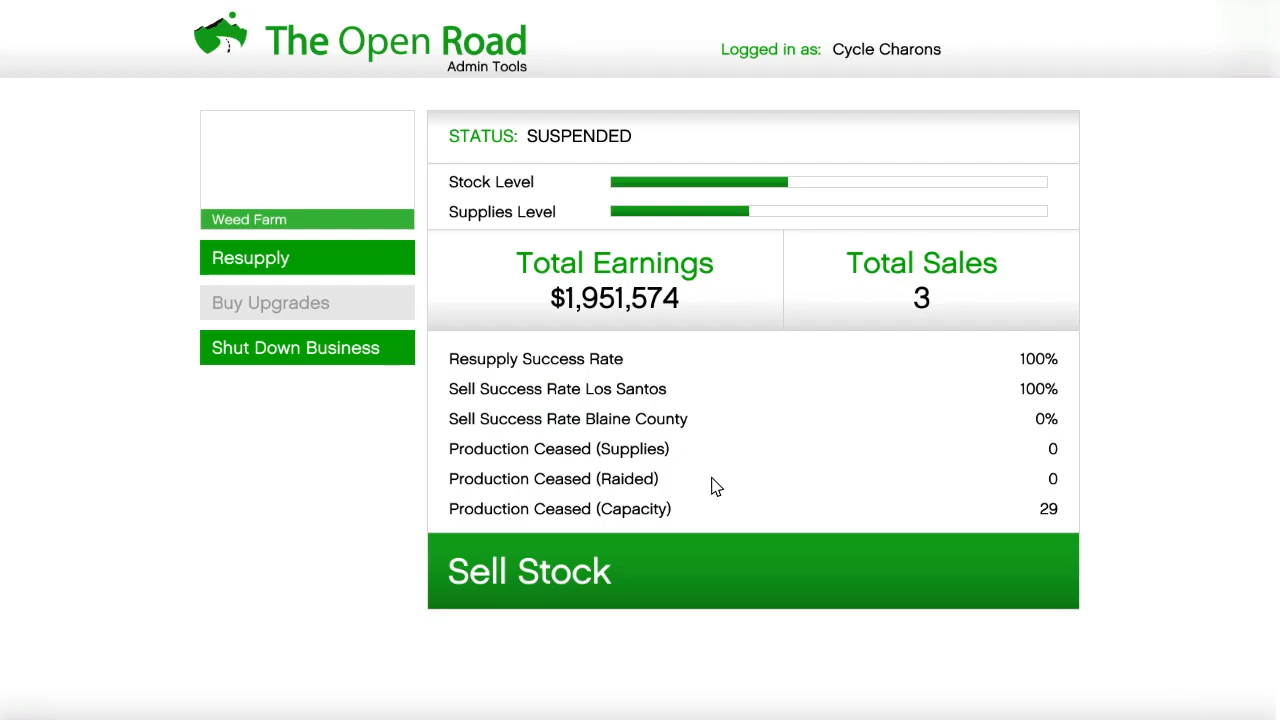 The Open Road
Admin Tools
Logged in as: Cycle Charons
Weed Farm
Resupply
Buy Upgrades
Shut Down Business
STATUS: SUSPENDED
Stock Level
Supplies Level
Total Earnings
$1,951,574
Total Sales
3
Resupply Success Rate 100%
Sell Success Rate Los Santos 100%
Sell Success Rate Blaine County 0%
Production Ceased (Supplies) 0
Production Ceased (Raided) 0
Production Ceased (Capacity) 29
Sell Stock